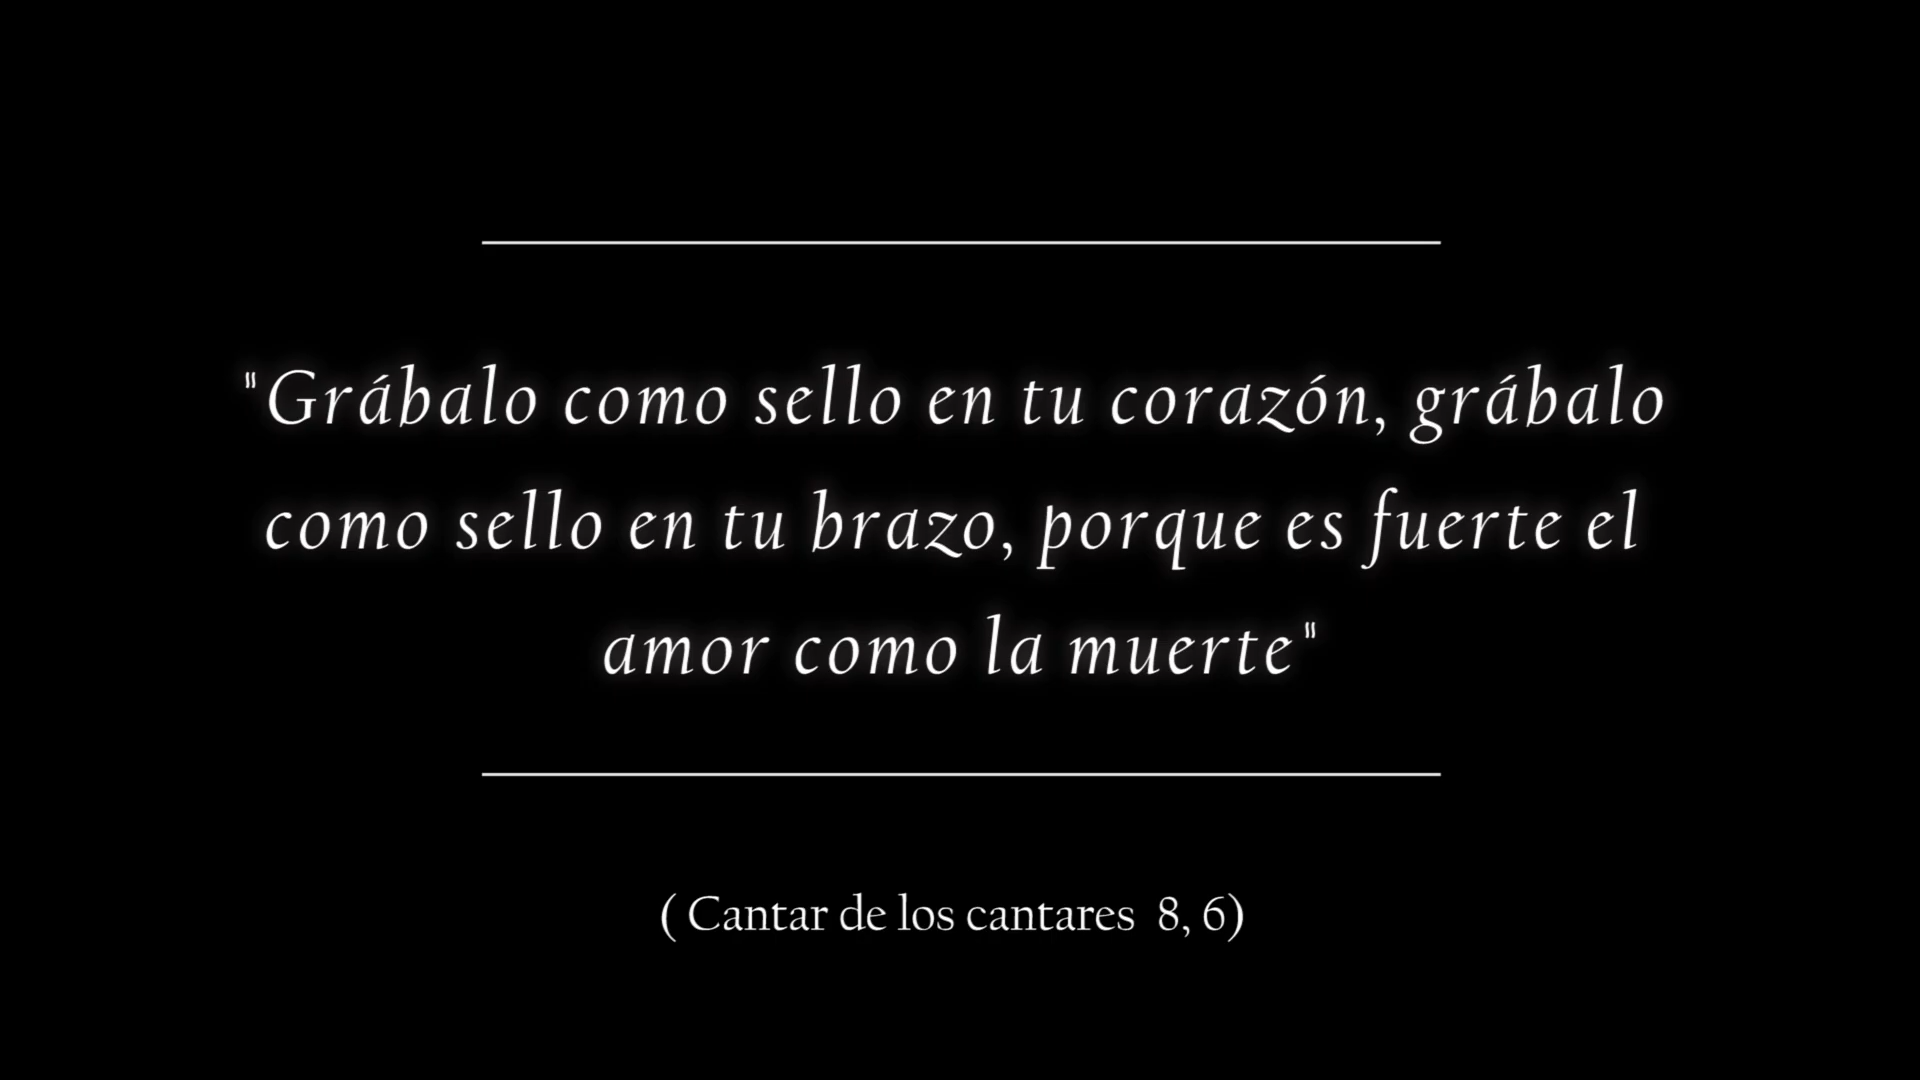 "Grábalo como sello en tu corazón, grábalo
como sello en tu brazo, porque es fuerte el
amor como la muerte"
( Cantar de los cantares  8, 6)